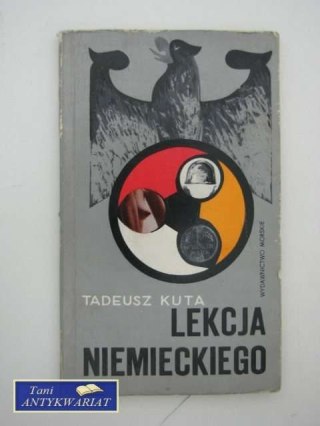 WYDAWNICTWO MORSKIE
TADEUSZ KUTA
LEKCJA
NIEMIECKIEGO
Tani
ANTYKWARIAT